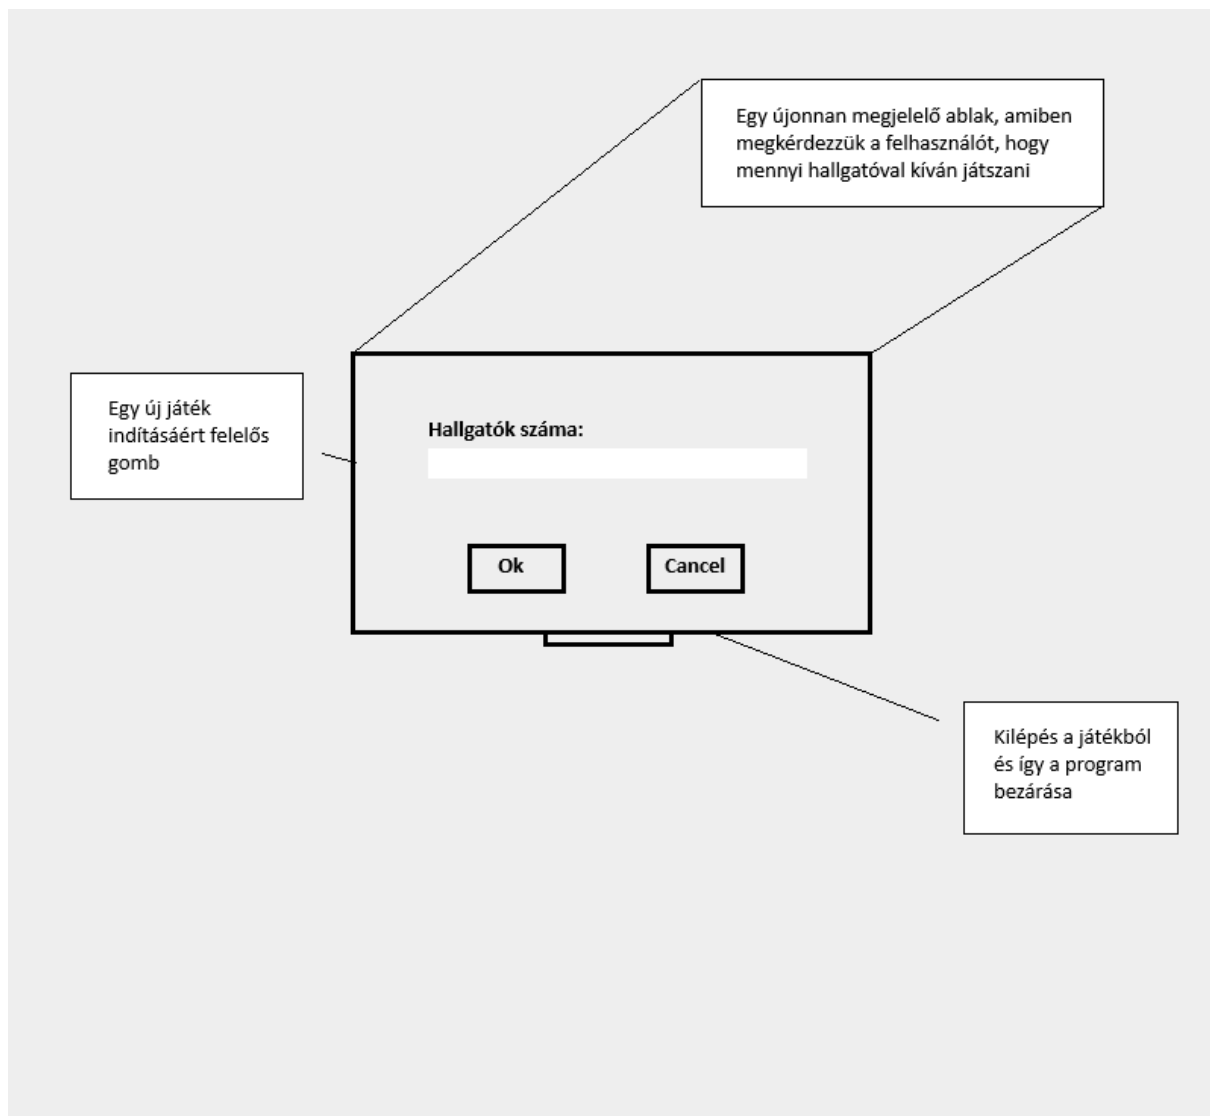 Egy újonnan megjelelő ablak, amiben
megkérdezzük a felhasználót, hogy
mennyi hallgatóval kíván játszani
Egy új játék
indításáért felelős
gomb
Hallgatók száma:
Ok
Cancel
Kilépés a játékból
és így a program
bezárása